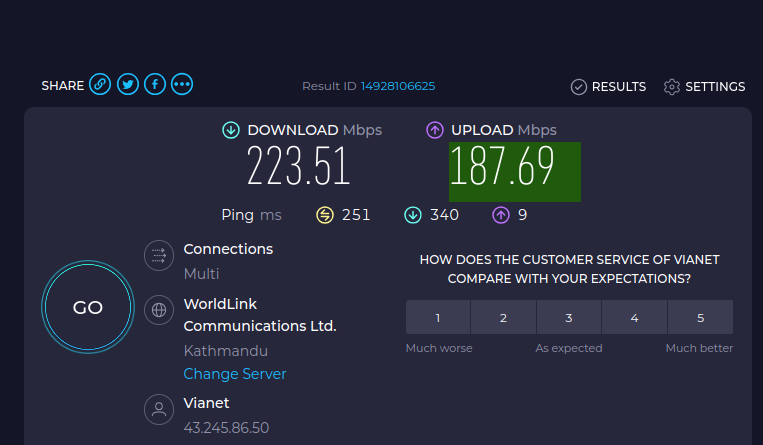 SHARE
Result ID 14928106625
RESULTS
SETTINGS
DOWNLOAD Mbps
223.51
UPLOAD Mbps
187.69
Ping ms 251 340 9
GO
Connections
Multi
WorldLink
Communications Ltd.
Kathmandu
Change Server
Vianet
43.245.86.50
HOW DOES THE CUSTOMER SERVICE OF VIANET
COMPARE WITH YOUR EXPECTATIONS?
1 2 3 4 5
Much worse As expected Much better